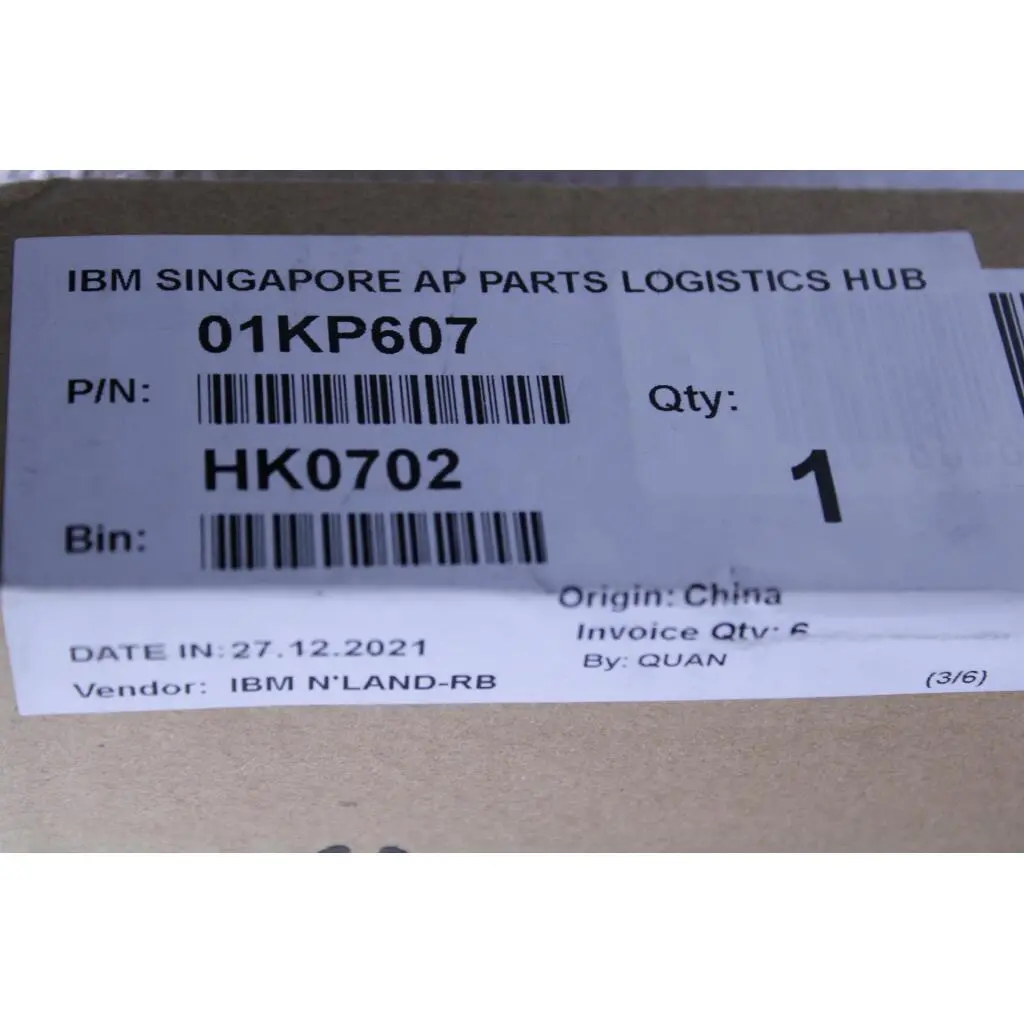 IBM SINGAPORE AP PARTS LOGISTICS HUB
01KP607
P/N:
Qty:
HK0702
1
Bin:
Origin: China
Invoice Qty: 6
DATE IN: 27.12.2021
By: QUAN
Vendor: IBM N'LAND-RB
(3/6)